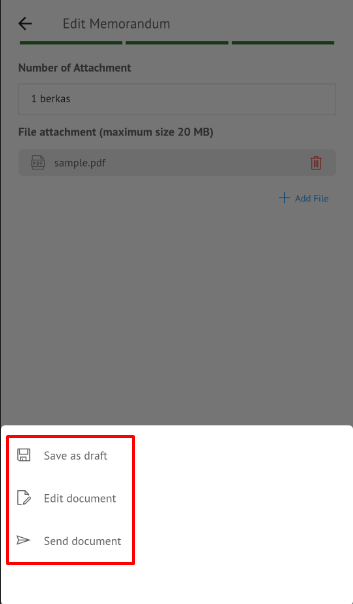 Edit Memorandum
Number of Attachment
1 berkas
File attachment (maximum size 20 MB)
sample.pdf
Add File
Save as draft
Edit document
Send document